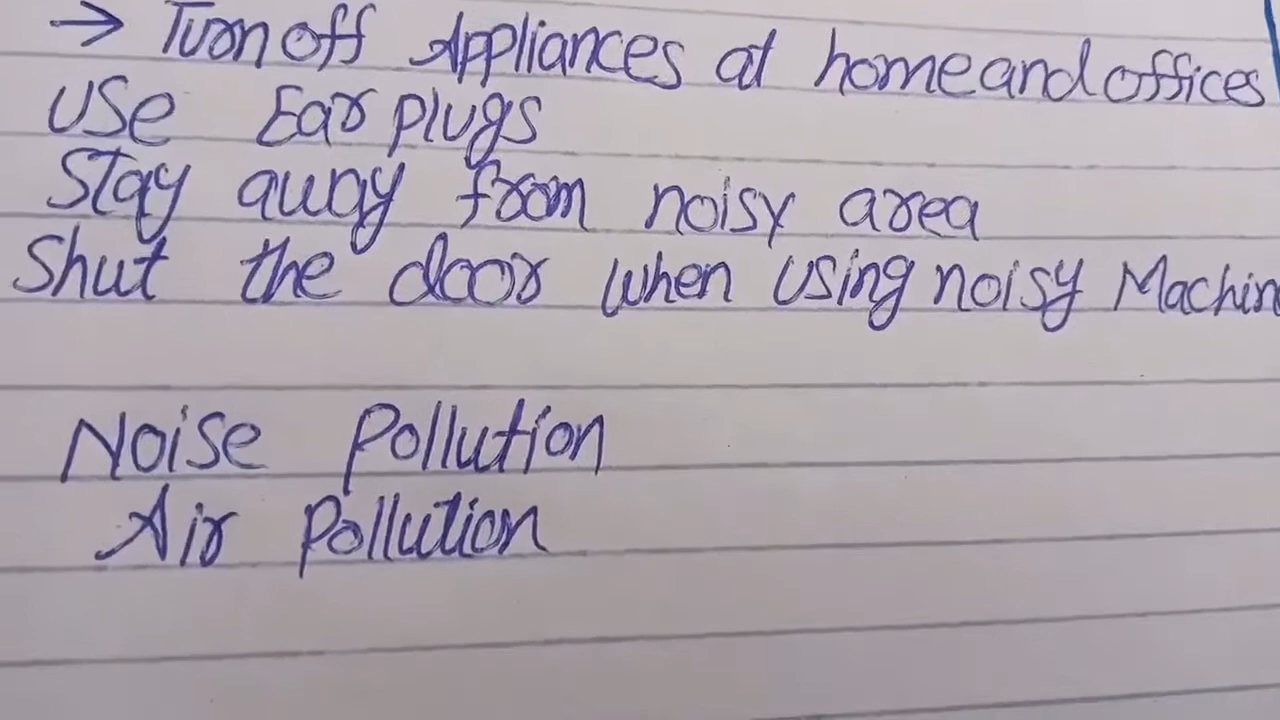 → Turn off Appliances at home and offices
Use Ear plugs
Stay away from noisy area
Shut the door when using noisy Machin
Noise Pollution
Air Pollution